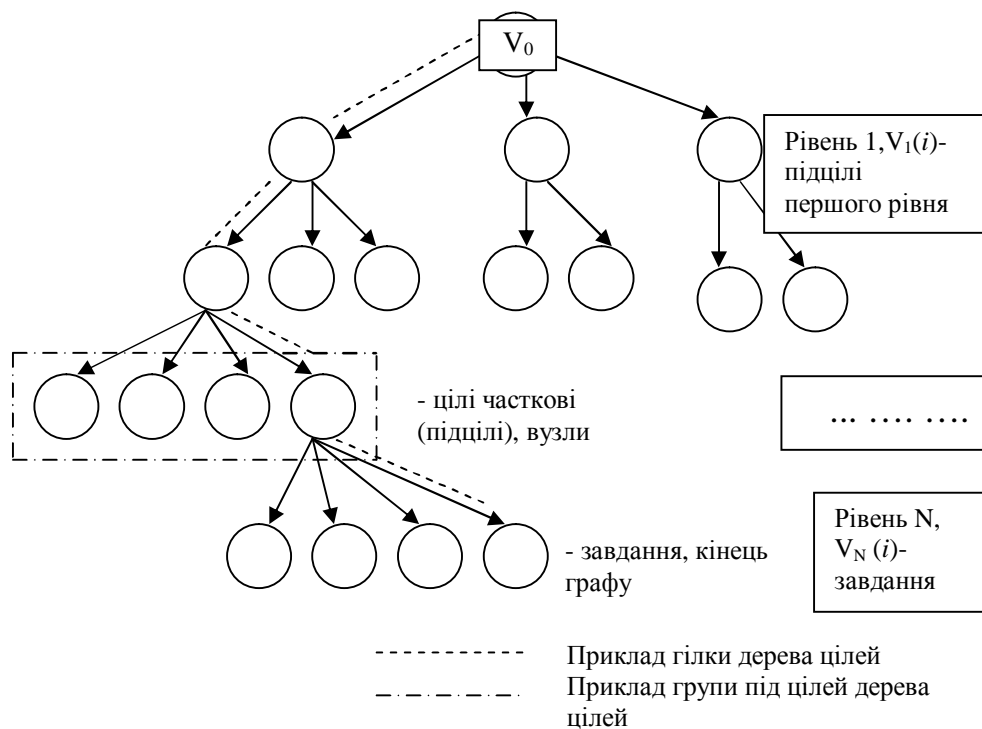 V₀
Рівень 1,V₁(i)-
підцілі
першого рівня
- цілі часткові
(підцілі), вузли
... .... ....
Рівень N,
V_N (i)-
завдання
- завдання, кінець
графу
Приклад гілки дерева цілей
Приклад групи під цілей дерева
цілей